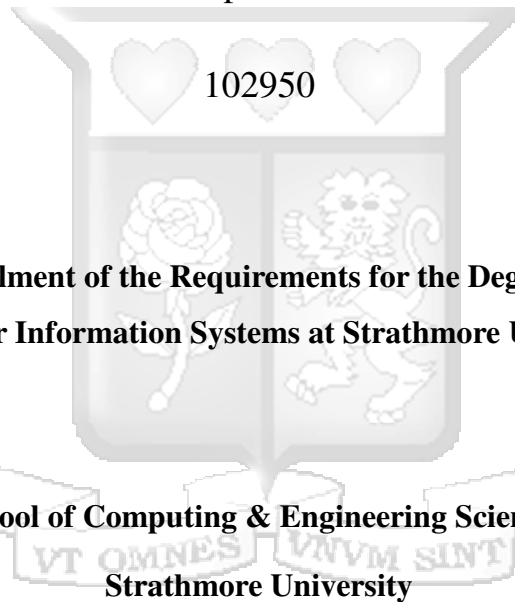 102950
lment of the Requirements for the Deg
r Information Systems at Strathmore U
ool of Computing & Engineering Scien
VT OMNES VNVM SINT
Strathmore University